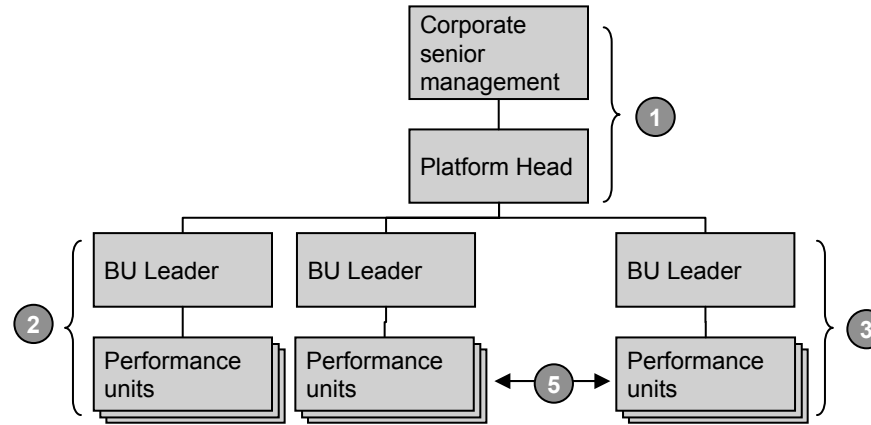 Corporate
senior
management
1
Platform Head
BU Leader
BU Leader
BU Leader
2
3
Performance
units
Performance
units
5
Performance
units